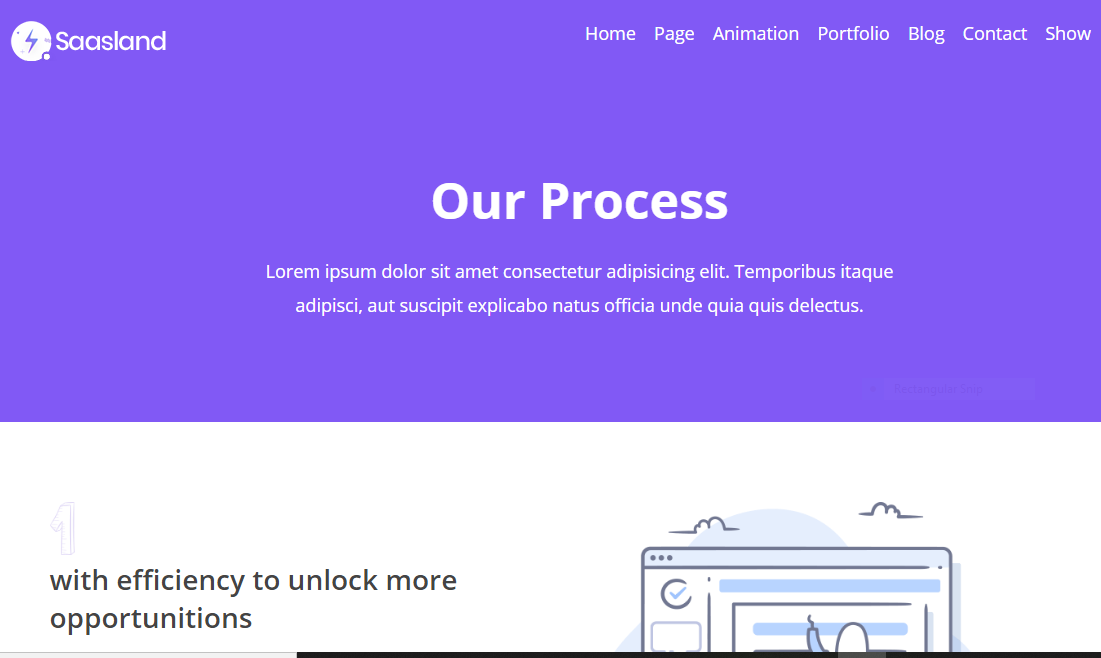 Saasland
Home Page Animation Portfolio Blog Contact Show
Our Process
Lorem ipsum dolor sit amet consectetur adipisicing elit. Temporibus itaque
adipisci, aut suscipit explicabo natus officia unde quia quis delectus.
Rectangular Snip
1
with efficiency to unlock more
opportunitions